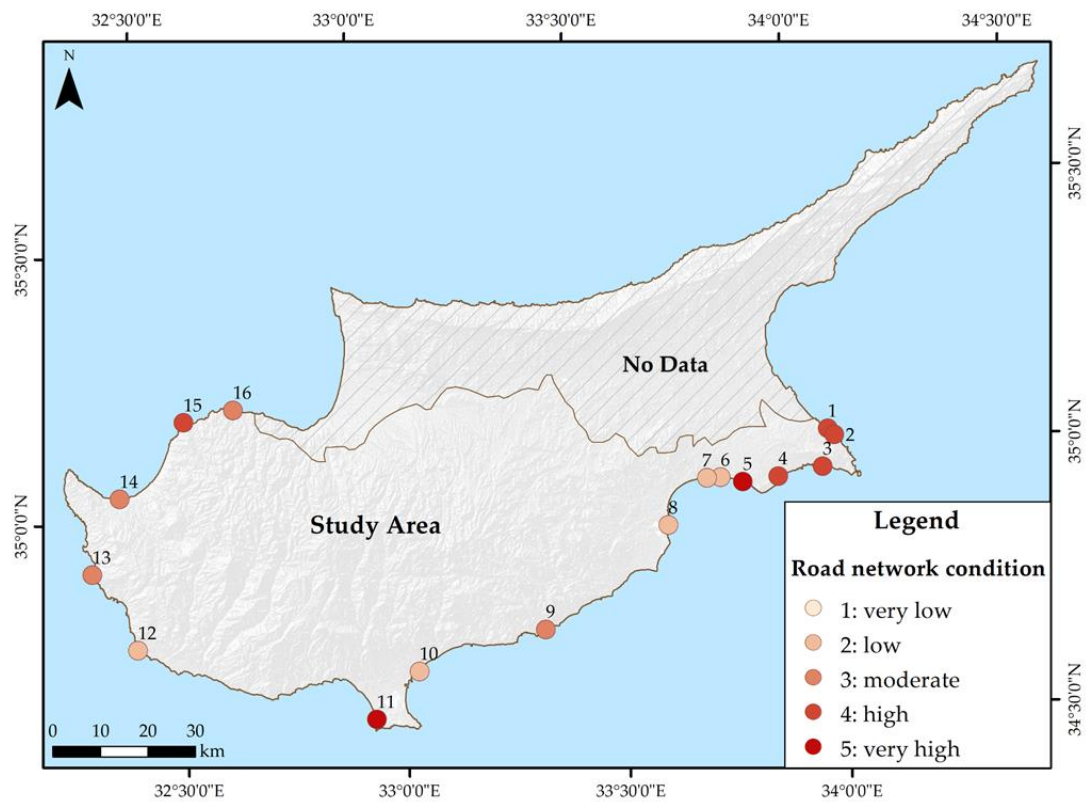 32°30'0"E 33°00'0"E 33°30'0"E 34°00'0"E 34°30'0"E
N
35°30'0"N
35°30'0"N
No Data
16
15
1
2
35°0'0"N
3
7 6 5 4
14
8
Study Area
35°0'0"N
13
9
12
10
11
34°30'0"N
Legend
Road network condition
1: very low
2: low
3: moderate
4: high
5: very high
0 10 20 30
km
32°30'0"E 33°00'0"E 33°30'0"E 34°00'0"E